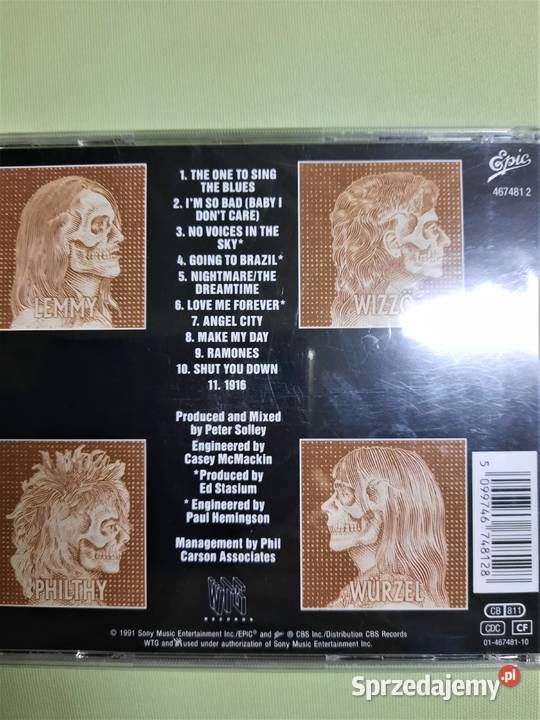 1. THE ONE TO SING
THE BLUES
2. I'M SO BAD (BABY I
DON'T CARE)
3. NO VOICES IN THE
SKY*
4. GOING TO BRAZIL*
5. NIGHTMARE/THE
DREAMTIME
6. LOVE ME FOREVER*
7. ANGEL CITY
8. MAKE MY DAY
9. RAMONES
10. SHUT YOU DOWN
11. 1916
Epic
467481 2
LEMMY
Produced and Mixed
by Peter Solley
Engineered by
Casey McMackin
*Produced by
Ed Stasium
* Engineered by
Paul Hemingson
Management by Phil
Carson Associates
PHILTHY
WÜRZEL
WTG
RECORDS
5 099746 748128
CB 811
CDC CF
01-467481-10
© 1991 Sony Music Entertainment Inc./EPIC® and ℗ CBS Inc./Distribution CBS Records
WTG and used under authorization of Sony Music Entertainment Inc.
Sprzedajemy.pl